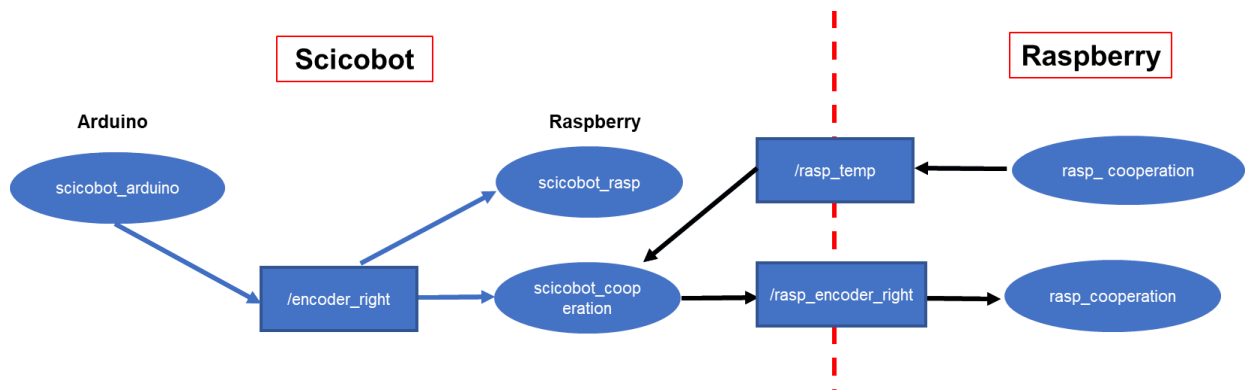 Scicobot
Raspberry
Arduino
Raspberry
scicobot_arduino
scicobot_rasp
/rasp_temp
rasp_ cooperation
/encoder_right
scicobot_coop
eration
/rasp_encoder_right
rasp_cooperation